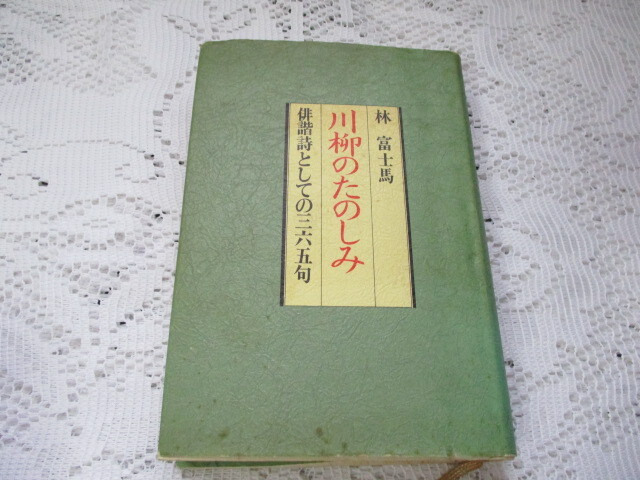 林 富士馬
川柳のたのしみ
俳諧詩としての三六五句